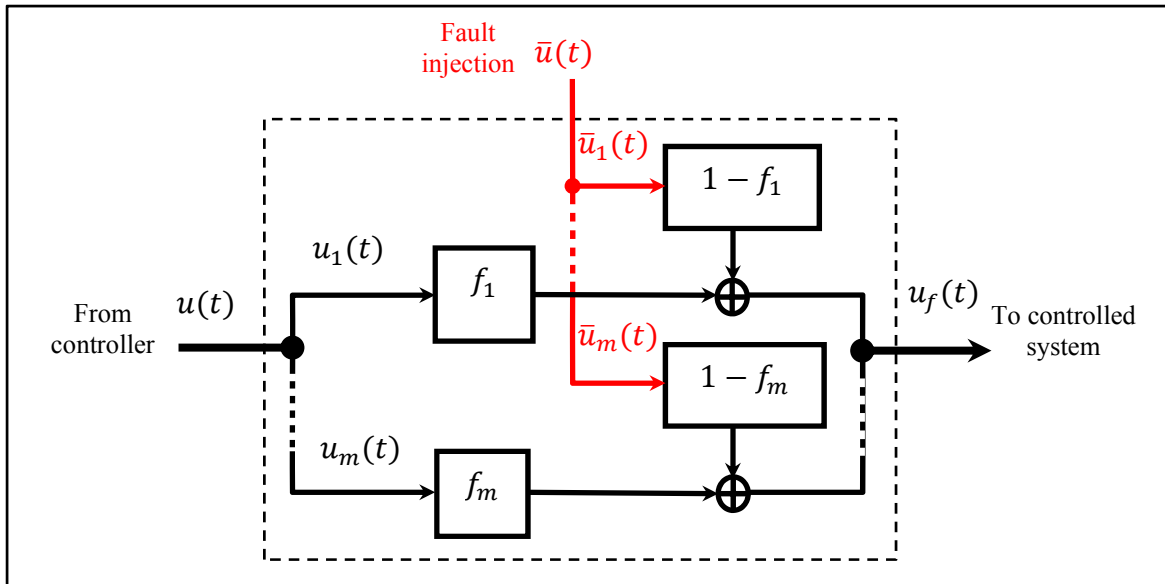 Fault
injection
ū(t)
ū₁(t)
1 − f₁
u₁(t)
f₁
From
controller
u(t)
u_f(t)
To controlled
system
ū_m(t)
1 − f_m
u_m(t)
f_m